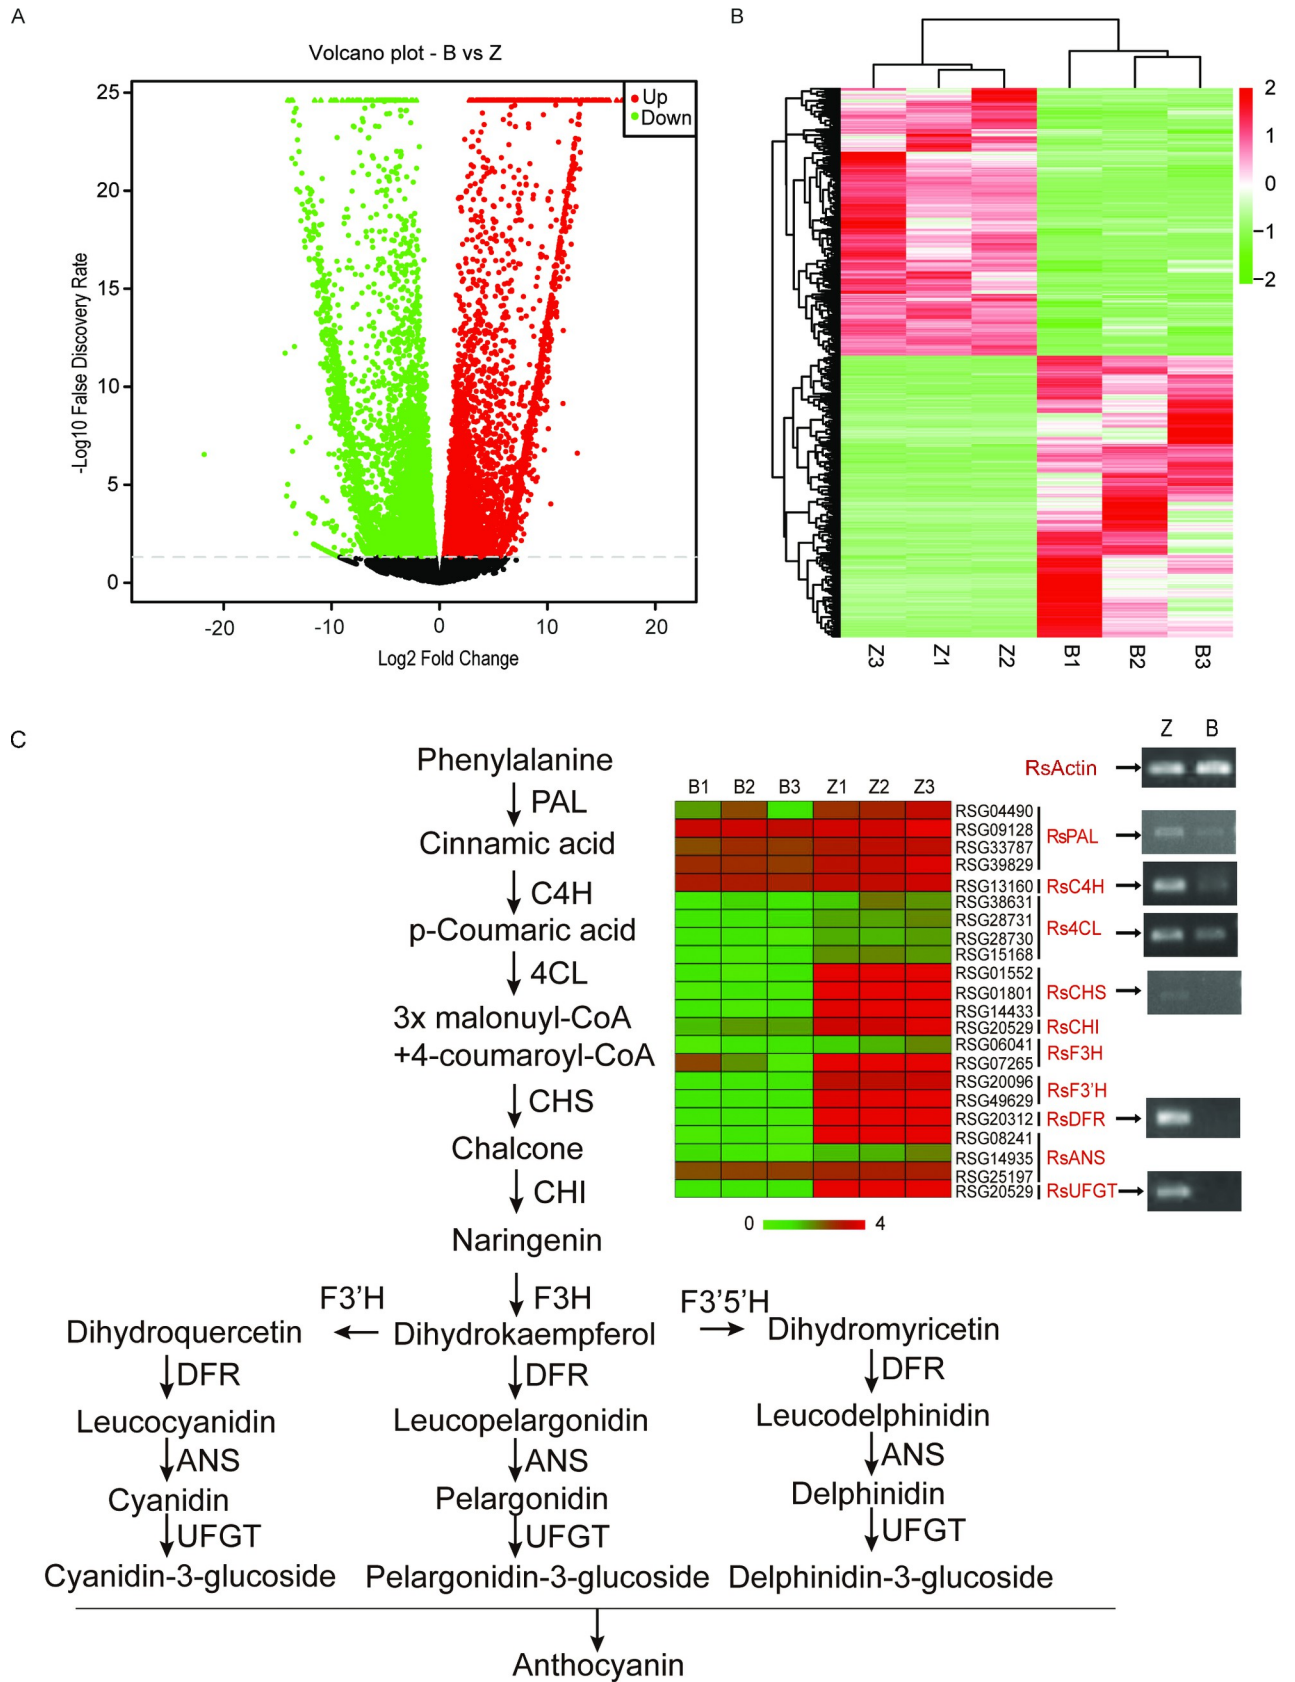 A
Volcano plot - B vs Z
Up
Down
25
20
15
10
5
0
-Log10 False Discovery Rate
-20
-10
0
10
20
Log2 Fold Change
B
2
1
0
−1
−2
Z3
Z1
Z2
B1
B2
B3
C
Phenylalanine
PAL
Cinnamic acid
C4H
p-Coumaric acid
4CL
3x malonuyl-CoA
+4-coumaroyl-CoA
CHS
Chalcone
CHI
Naringenin
F3'H
F3H
F3'5'H
Dihydroquercetin
Dihydrokaempferol
Dihydromyricetin
DFR
DFR
DFR
Leucocyanidin
Leucopelargonidin
Leucodelphinidin
ANS
ANS
ANS
Cyanidin
Pelargonidin
Delphinidin
UFGT
UFGT
UFGT
Cyanidin-3-glucoside
Pelargonidin-3-glucoside
Delphinidin-3-glucoside
Anthocyanin
B1 B2 B3 Z1 Z2 Z3
RSG04490
RSG09128
RSG33787
RSG39829
RSG13160
RSG38631
RSG28731
RSG28730
RSG15168
RSG01552
RSG01801
RSG14433
RSG20529
RSG06041
RSG07265
RSG20096
RSG49629
RSG20312
RSG08241
RSG14935
RSG25197
RSG20529
0
4
Z B
RsActin
RsPAL
RsC4H
Rs4CL
RsCHS
RsCHI
RsF3H
RsF3'H
RsDFR
RsANS
RsUFGT